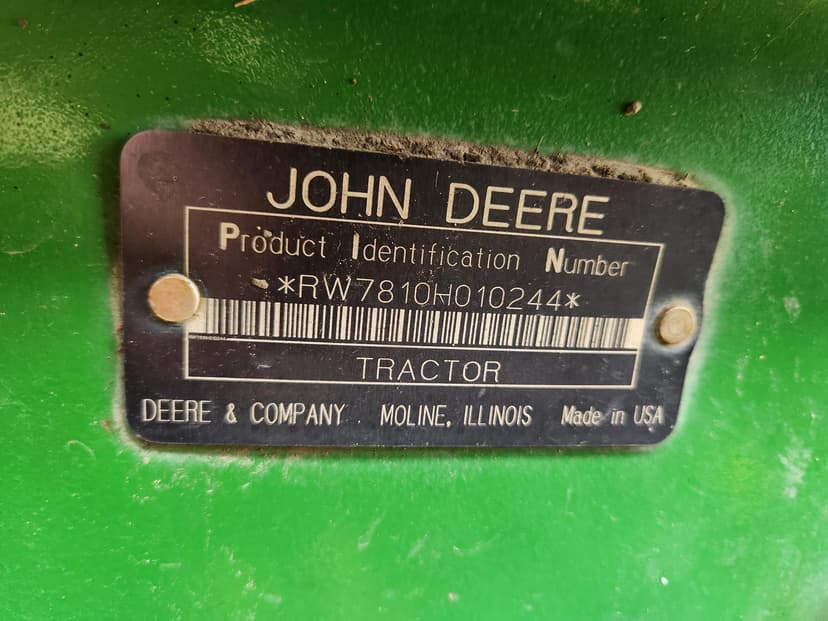 JOHN DEERE
Product Identification Number
*RW7810H010244*
TRACTOR
DEERE & COMPANY MOLINE, ILLINOIS Made in USA